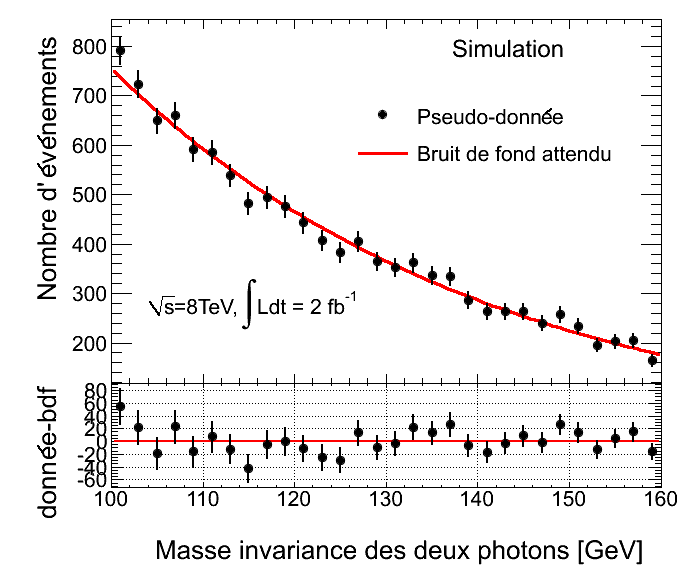 Simulation
Pseudo-donnée
Bruit de fond attendu
Nombre d'événements
800
700
600
500
400
300
200
√s=8TeV, ∫Ldt = 2 fb-1
donnée-bdf
80
60
40
20
0
-20
-40
-60
100 110 120 130 140 150 160
Masse invariance des deux photons [GeV]